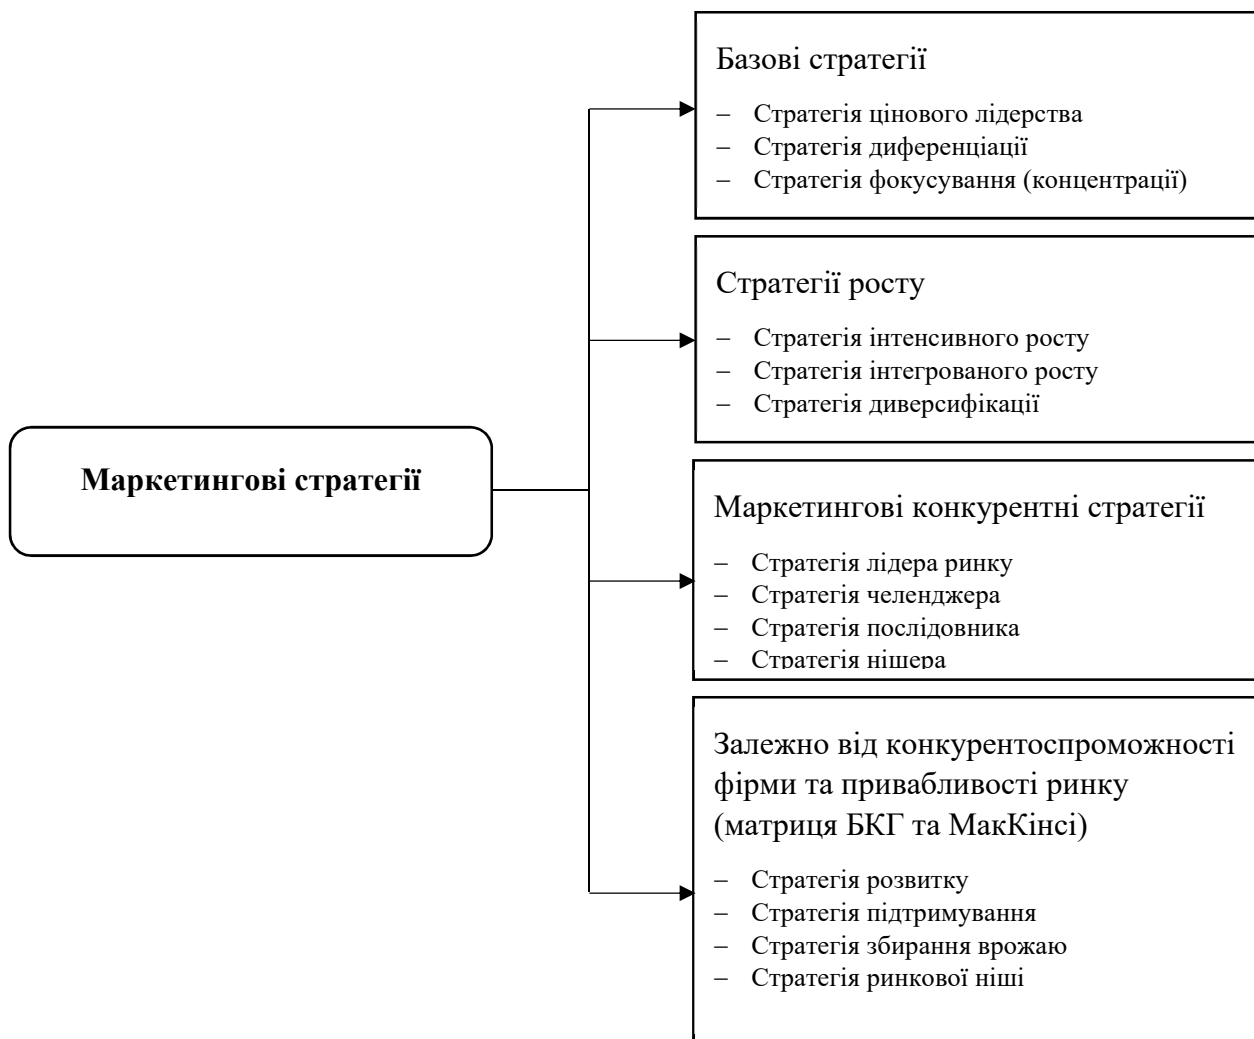 Базові стратегії
– Стратегія цінового лідерства
– Стратегія диференціації
– Стратегія фокусування (концентрації)
Стратегії росту
– Стратегія інтенсивного росту
– Стратегія інтегрованого росту
– Стратегія диверсифікації
Маркетингові стратегії
Маркетингові конкурентні стратегії
– Стратегія лідера ринку
– Стратегія челенджера
– Стратегія послідовника
– Стратегія нішера
Залежно від конкурентоспроможності
фірми та привабливості ринку
(матриця БКГ та МакКінсі)
– Стратегія розвитку
– Стратегія підтримування
– Стратегія збирання врожаю
– Стратегія ринкової ніші